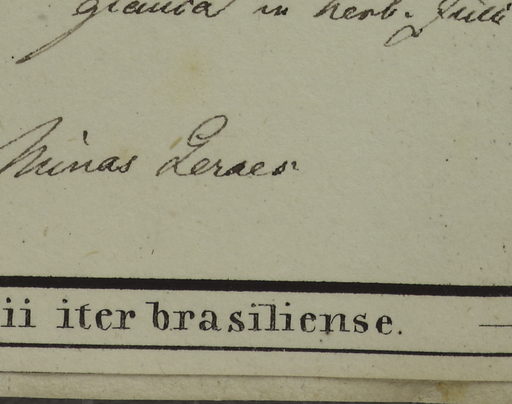 glauca in herb.
Minas Geraes
ii iter brasiliense.